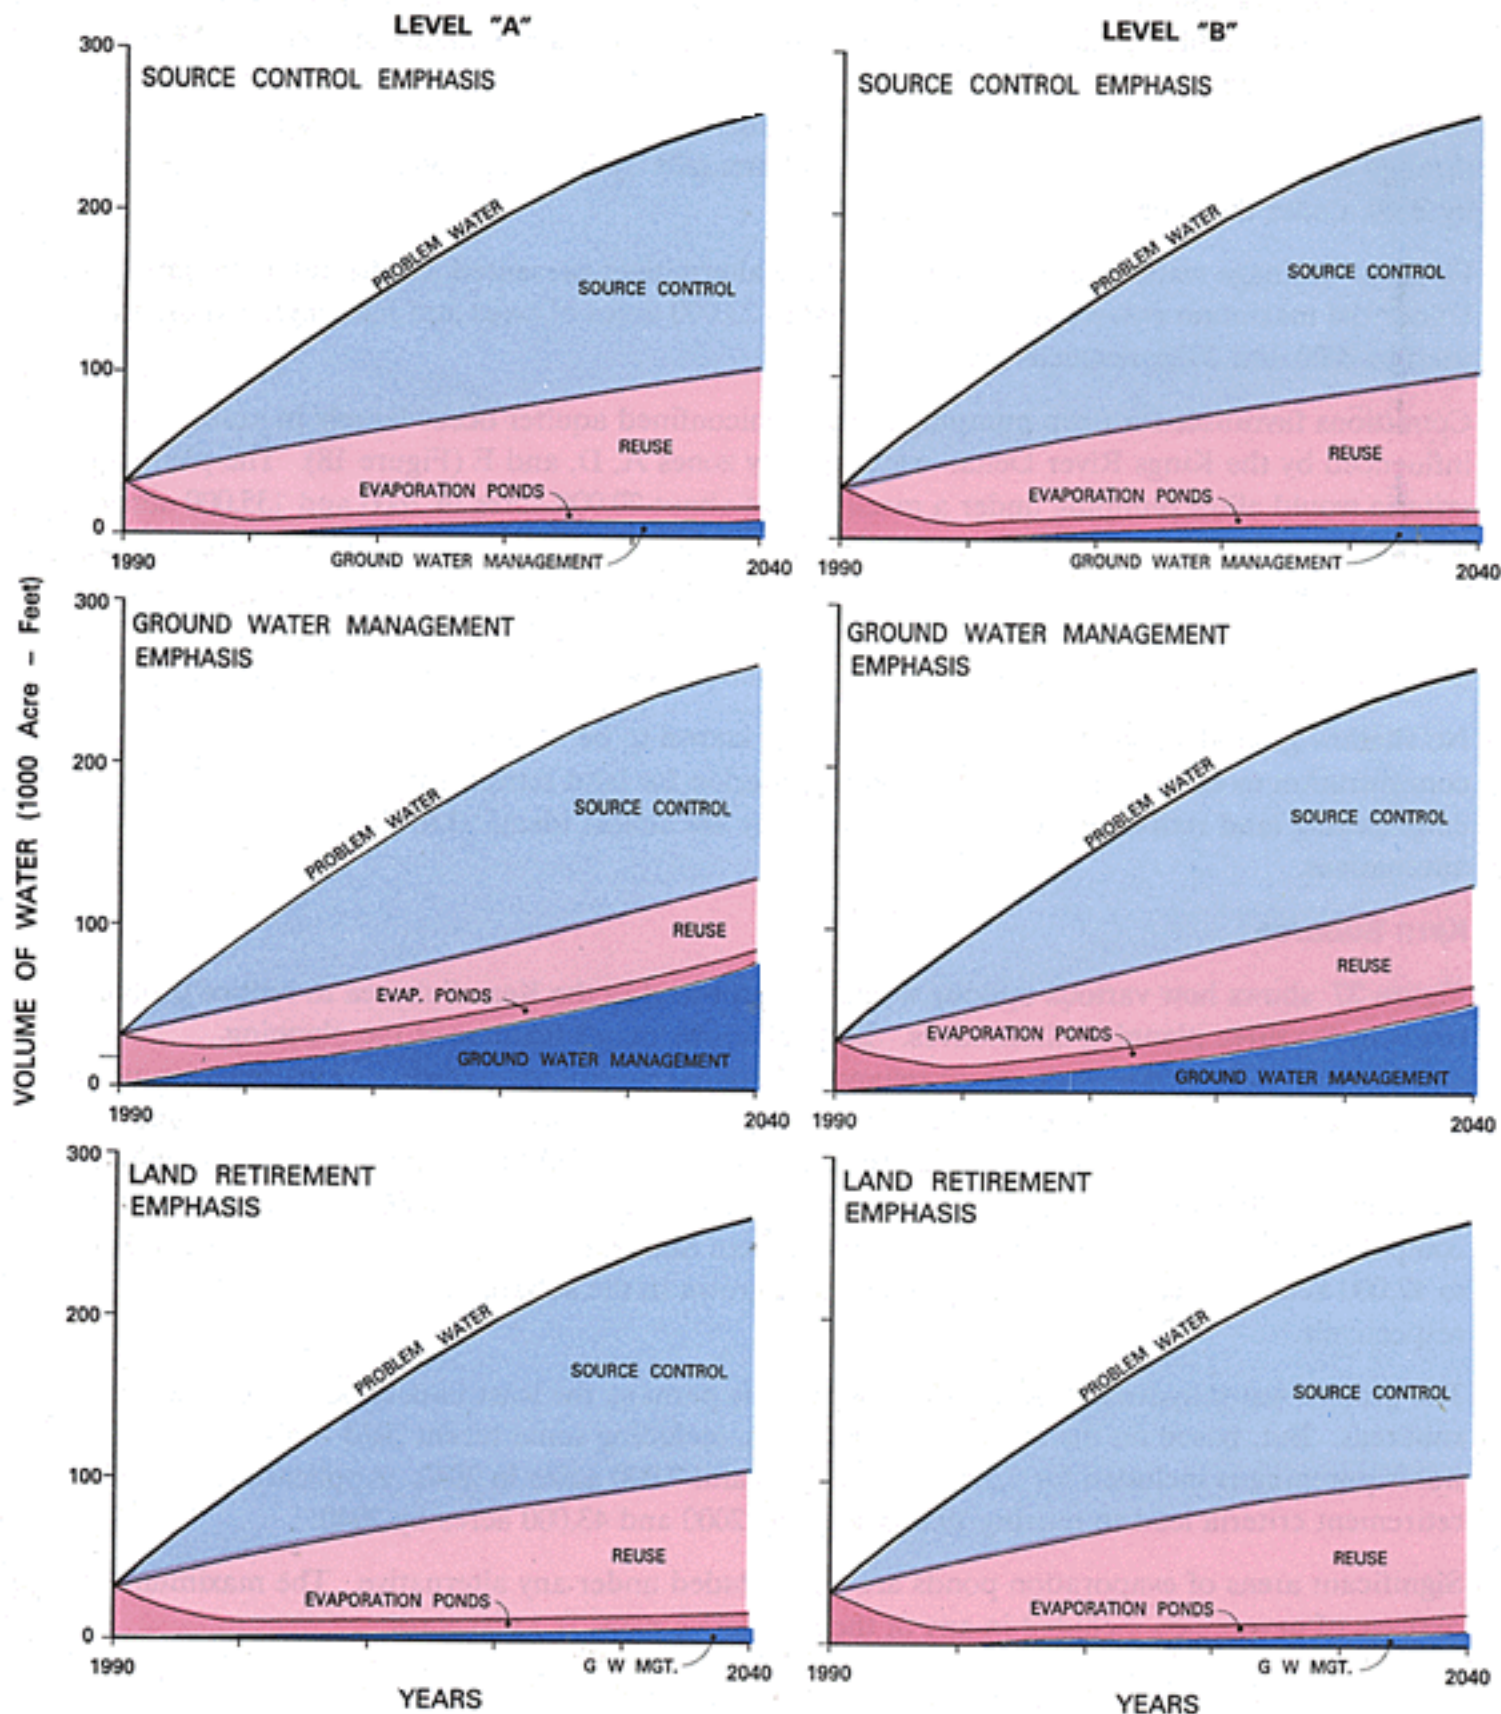 LEVEL "A"
300
SOURCE CONTROL EMPHASIS
200
PROBLEM WATER
SOURCE CONTROL
100
REUSE
EVAPORATION PONDS
0
1990
GROUND WATER MANAGEMENT
2040
LEVEL "B"
SOURCE CONTROL EMPHASIS
PROBLEM WATER
SOURCE CONTROL
REUSE
EVAPORATION PONDS
1990
GROUND WATER MANAGEMENT
2040
VOLUME OF WATER (1000 Acre - Feet)
300
GROUND WATER MANAGEMENT
EMPHASIS
200
PROBLEM WATER
SOURCE CONTROL
100
REUSE
EVAP. PONDS
GROUND WATER MANAGEMENT
0
1990
2040
GROUND WATER MANAGEMENT
EMPHASIS
PROBLEM WATER
SOURCE CONTROL
REUSE
EVAPORATION PONDS
GROUND WATER MANAGEMENT
1990
2040
300
LAND RETIREMENT
EMPHASIS
200
PROBLEM WATER
SOURCE CONTROL
100
REUSE
EVAPORATION PONDS
0
1990
G W MGT.
2040
YEARS
LAND RETIREMENT
EMPHASIS
PROBLEM WATER
SOURCE CONTROL
REUSE
EVAPORATION PONDS
1990
G W MGT.
2040
YEARS